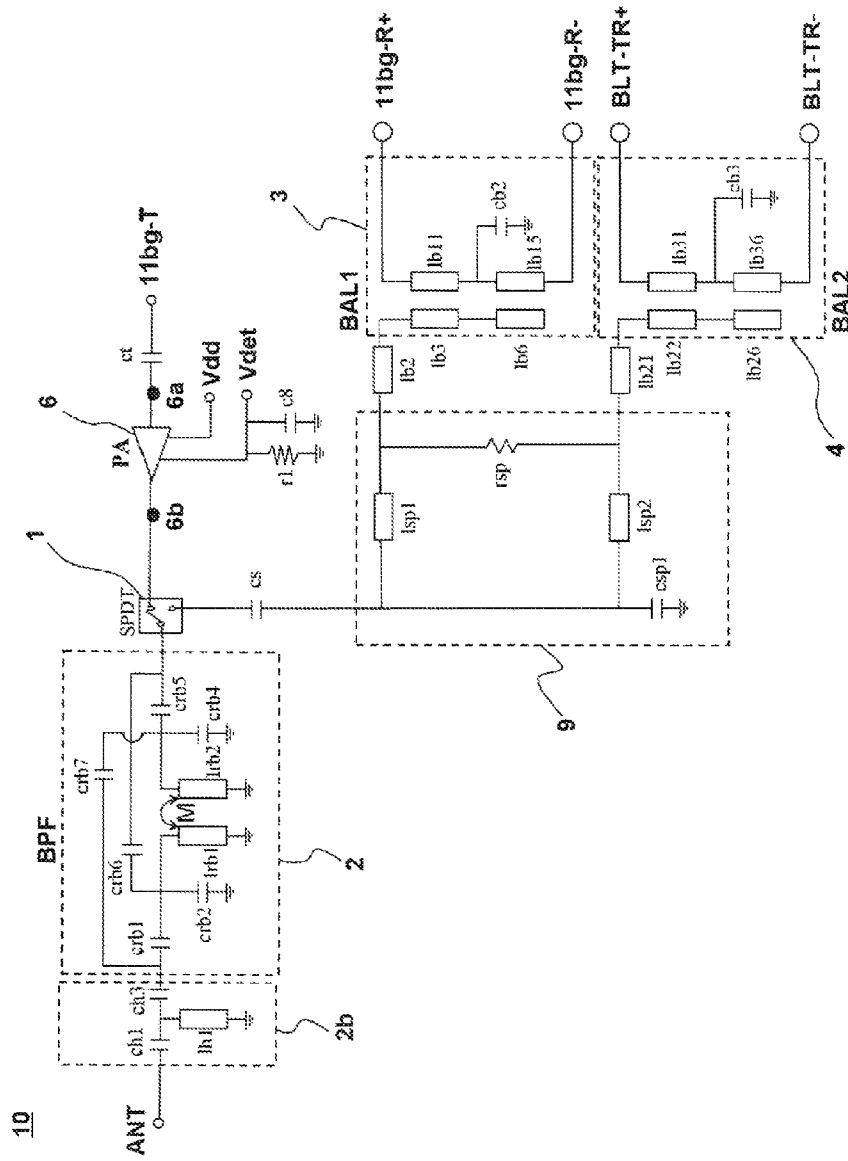 10
ANT
2b
ch1
ch3
lh1
BPF
2
crb1
crb2
crb6
crb7
lrb1
M
lrb2
crb4
crb5
SPDT
1
6b
PA
6
6a
ct
11bg-T
Vdd
Vdet
r1
c8
cs
9
csp1
lsp1
lsp2
rsp
BAL1
3
lb2
lb3
lb6
lb11
lb15
cb2
11bg-R+
11bg-R-
BAL2
4
lb21
lb22
lb26
lb31
lb36
cb3
BLT-TR+
BLT-TR-